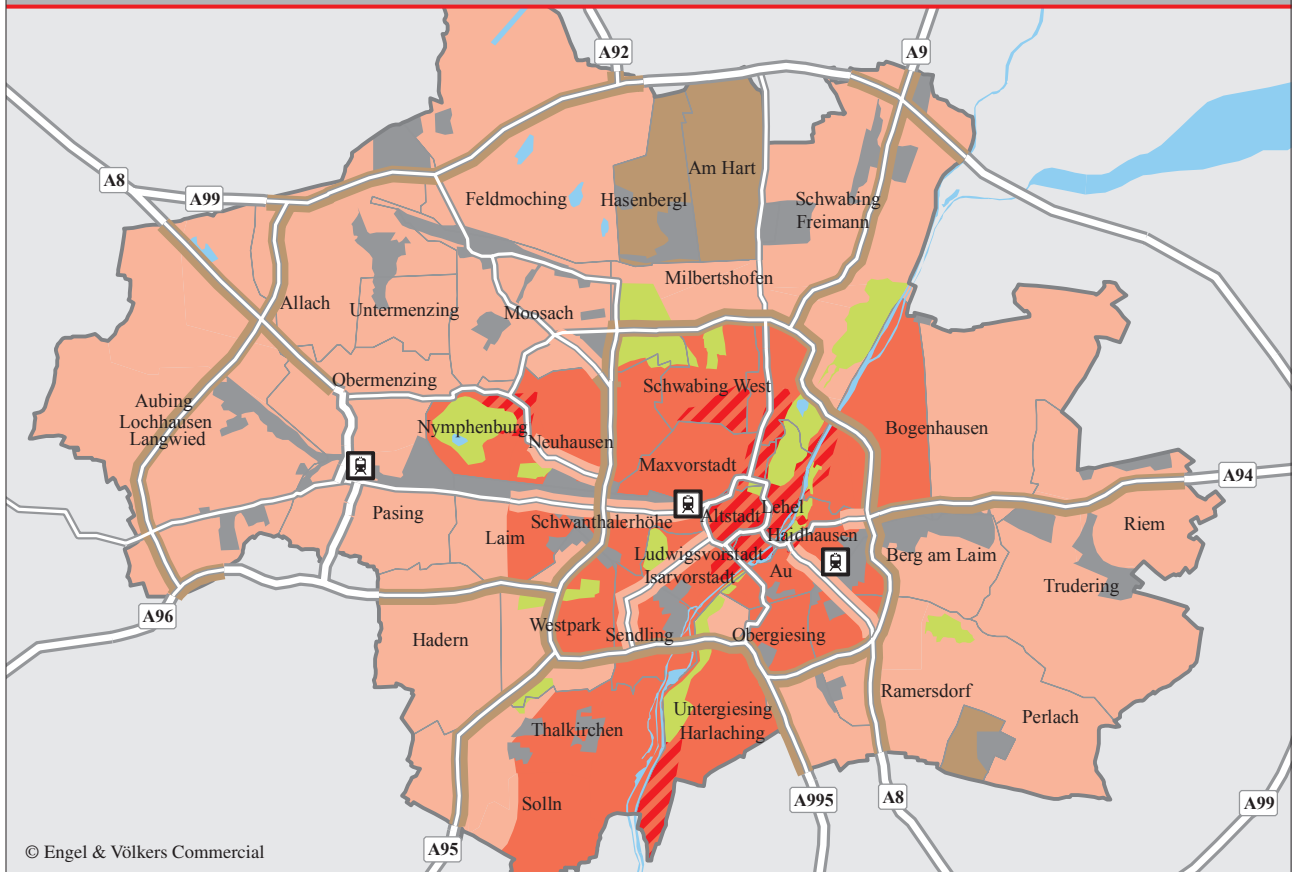 A92
A9
A8
A99
Am Hart
Feldmoching
Hasenbergl
Schwabing
Freimann
Milbertshofen
Allach
Untermenzing
Moosach
Obermenzing
Schwabing West
Aubing
Lochhausen
Langwied
Nymphenburg
Neuhausen
Bogenhausen
Maxvorstadt
A94
Pasing
Laim
Schwanthalerhöhe
Altstadt
Lehel
Haidhausen
Riem
Ludwigsvorstadt
Isarvorstadt
Au
Berg am Laim
Trudering
A96
Hadern
Westpark
Sendling
Obergiesing
Ramersdorf
Perlach
Untergiesing
Harlaching
Thalkirchen
Solln
A995
A8
A99
A95
© Engel & Völkers Commercial